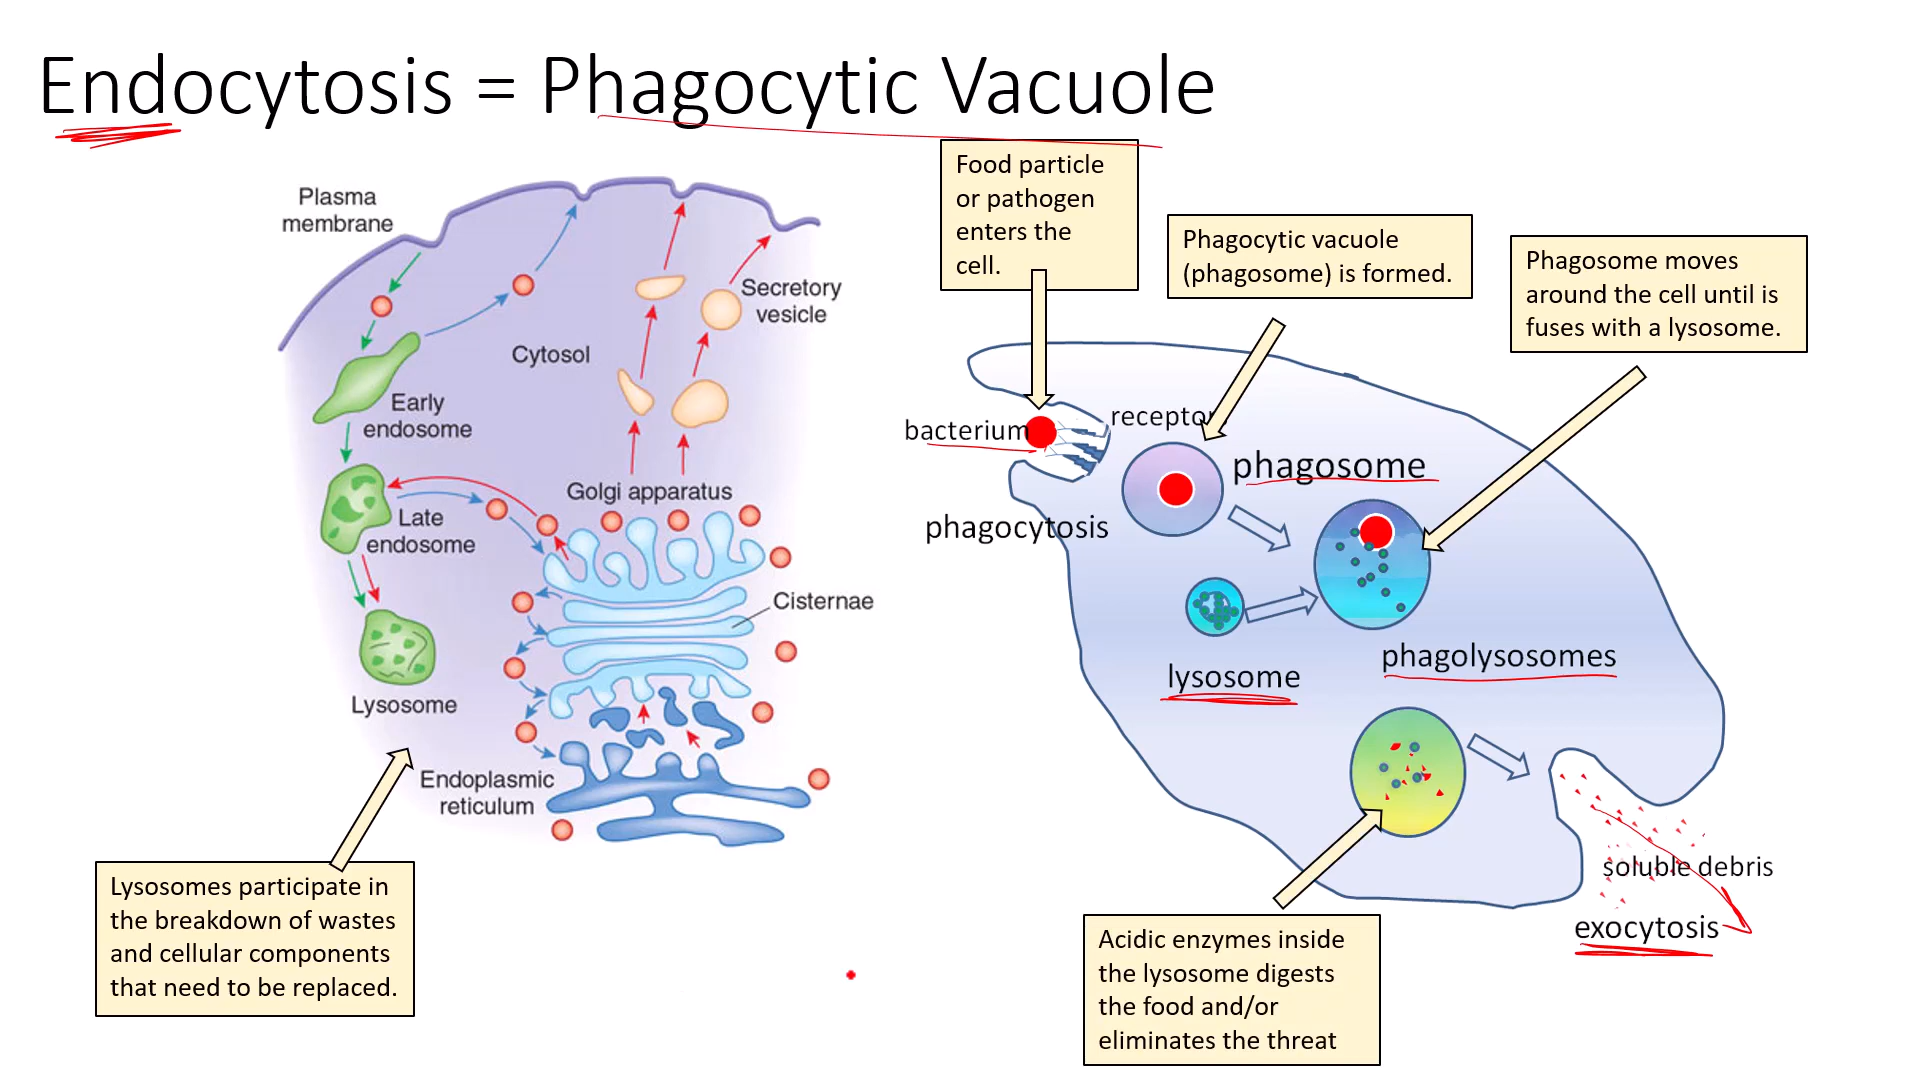 Endocytosis = Phagocytic Vacuole
Plasma
membrane
Secretory
vesicle
Cytosol
Early
endosome
Golgi apparatus
Late
endosome
Cisternae
Lysosome
Endoplasmic
reticulum
Lysosomes participate in
the breakdown of wastes
and cellular components
that need to be replaced.
Food particle
or pathogen
enters the
cell.
Phagocytic vacuole
(phagosome) is formed.
Phagosome moves
around the cell until is
fuses with a lysosome.
bacterium
receptor
phagosome
phagocytosis
lysosome
phagolysosomes
soluble debris
exocytosis
Acidic enzymes inside
the lysosome digests
the food and/or
eliminates the threat